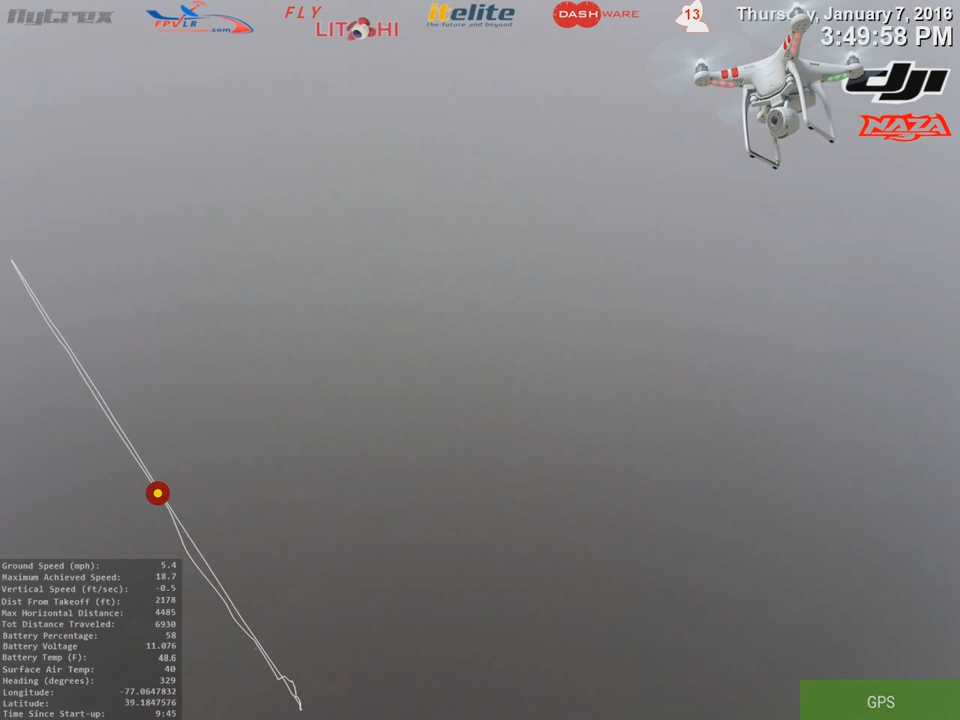 flytrex
FPVLR
.com
FLY
LITCHI
itelite
the future and beyond
DASHWARE
13
Thursday, January 7, 2016
3:49:58 PM
dji
NAZA
Ground Speed (mph): 5.4
Maximum Achieved Speed: 18.7
Vertical Speed (ft/sec): -0.5
Dist From Takeoff (ft): 2178
Max Horizontal Distance: 4485
Tot Distance Traveled: 6930
Battery Percentage: 58
Battery Voltage 11.076
Battery Temp (F): 48.6
Surface Air Temp: 40
Heading (degrees): 329
Longitude: -77.0647832
Latitude: 39.1847576
Time Since Start-up: 9:45
GPS